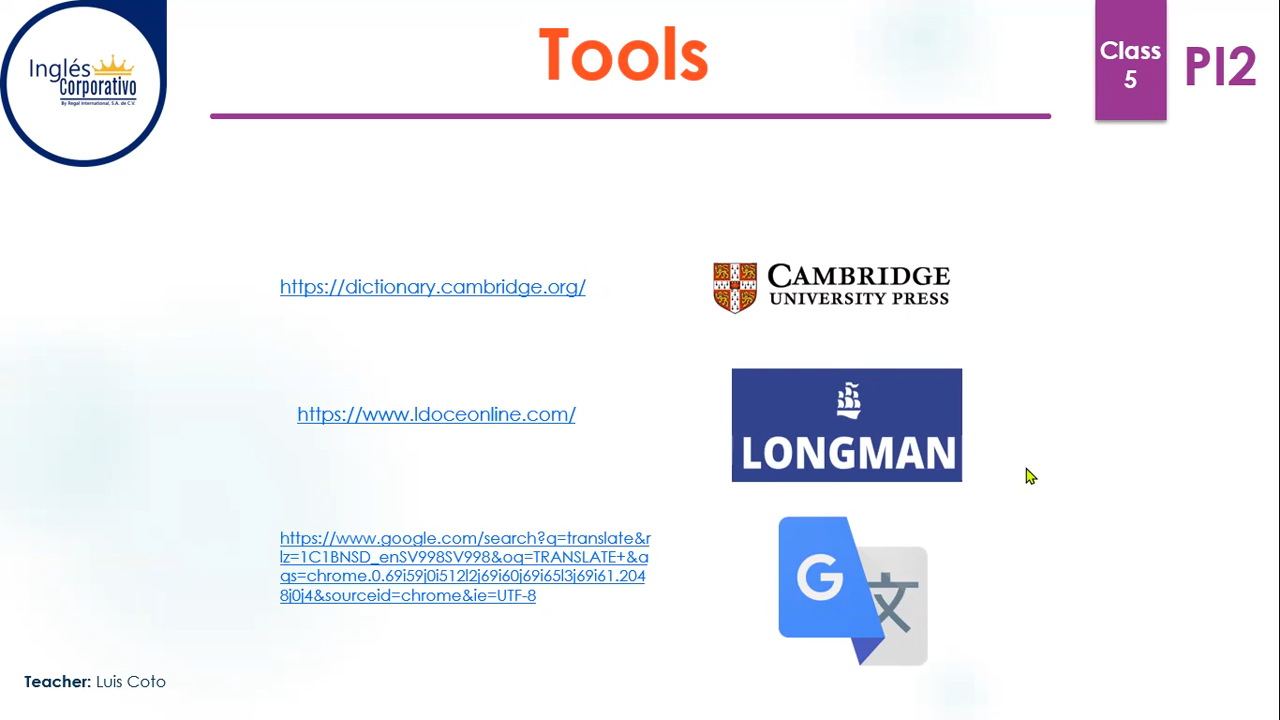 Inglés
Corporativo
By Regal International, S.A. de C.V.
Tools
Class
5
PI2
https://dictionary.cambridge.org/
CAMBRIDGE
UNIVERSITY PRESS
https://www.ldoceonline.com/
LONGMAN
https://www.google.com/search?q=translate&r
lz=1C1BNSD_enSV998SV998&oq=TRANSLATE+&a
qs=chrome.0.69i59j0i512l2j69i60j69i65l3j69i61.204
8j0j4&sourceid=chrome&ie=UTF-8
G
文
Teacher: Luis Coto